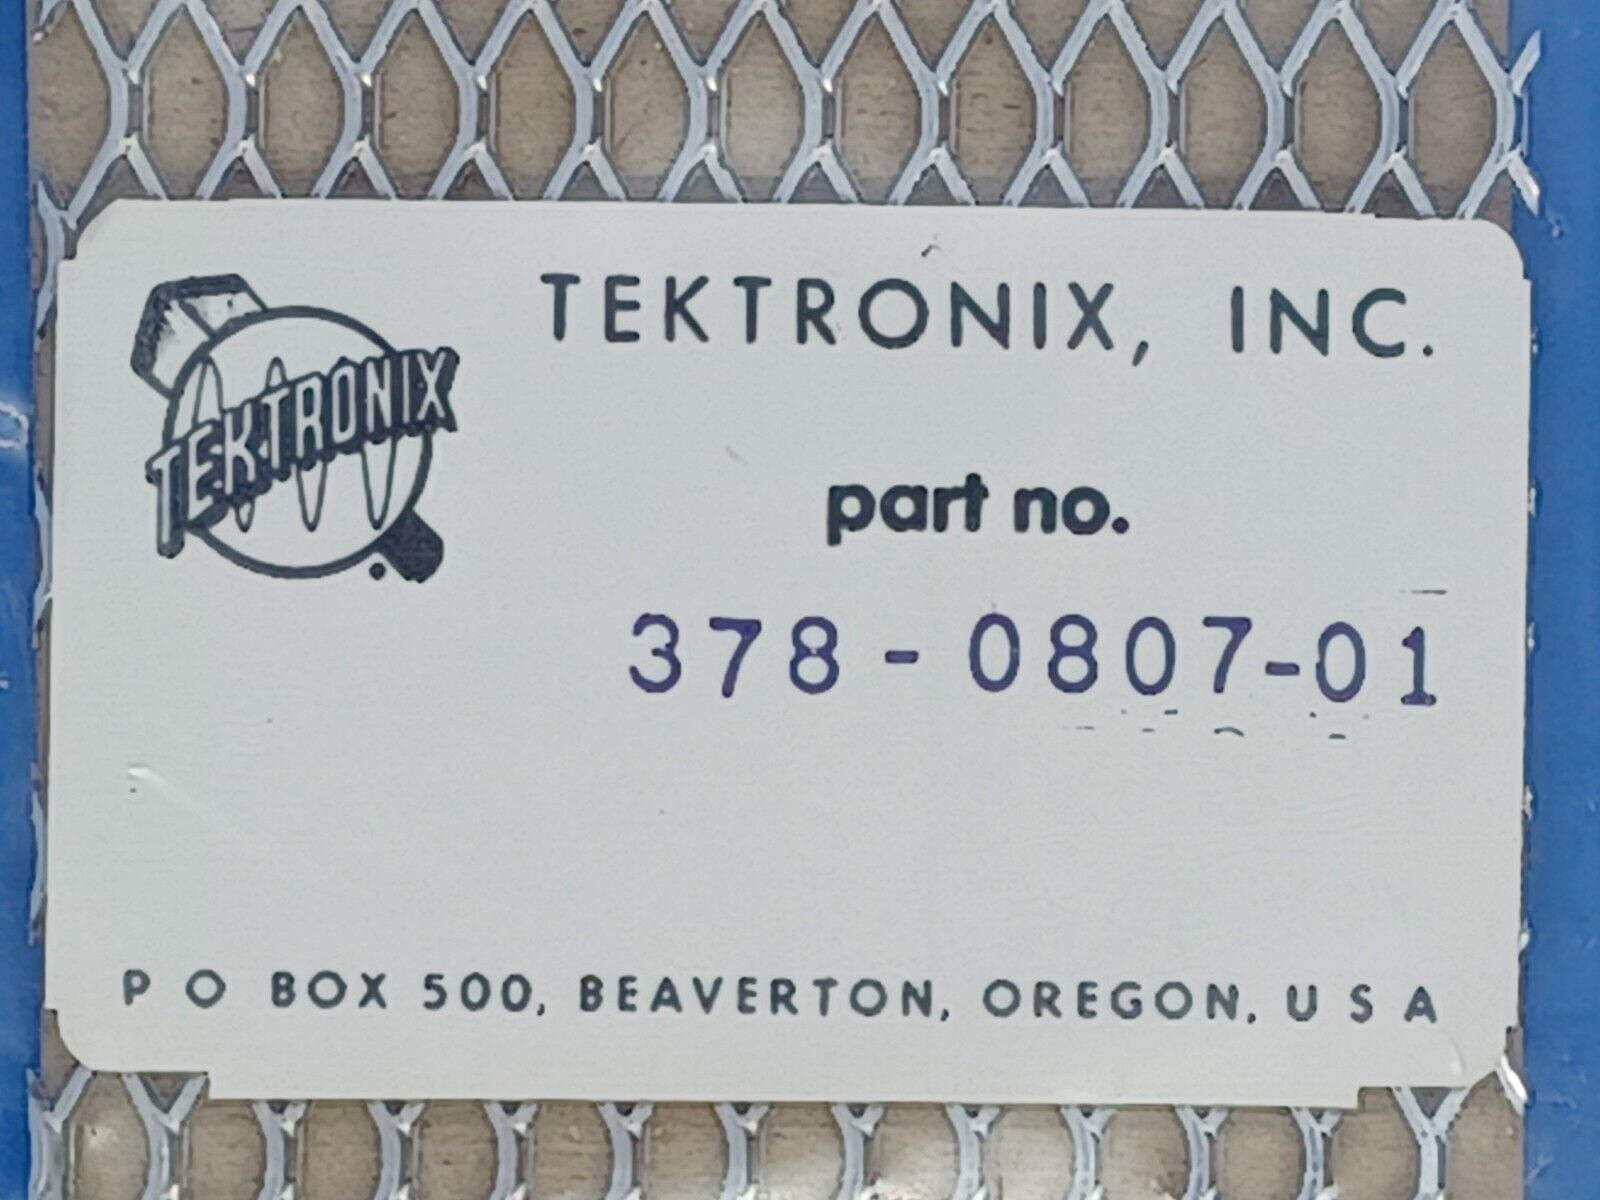 TEKTRONIX, INC.
TEKTRONIX
part no.
378-0807-01
P O BOX 500, BEAVERTON, OREGON, U S A